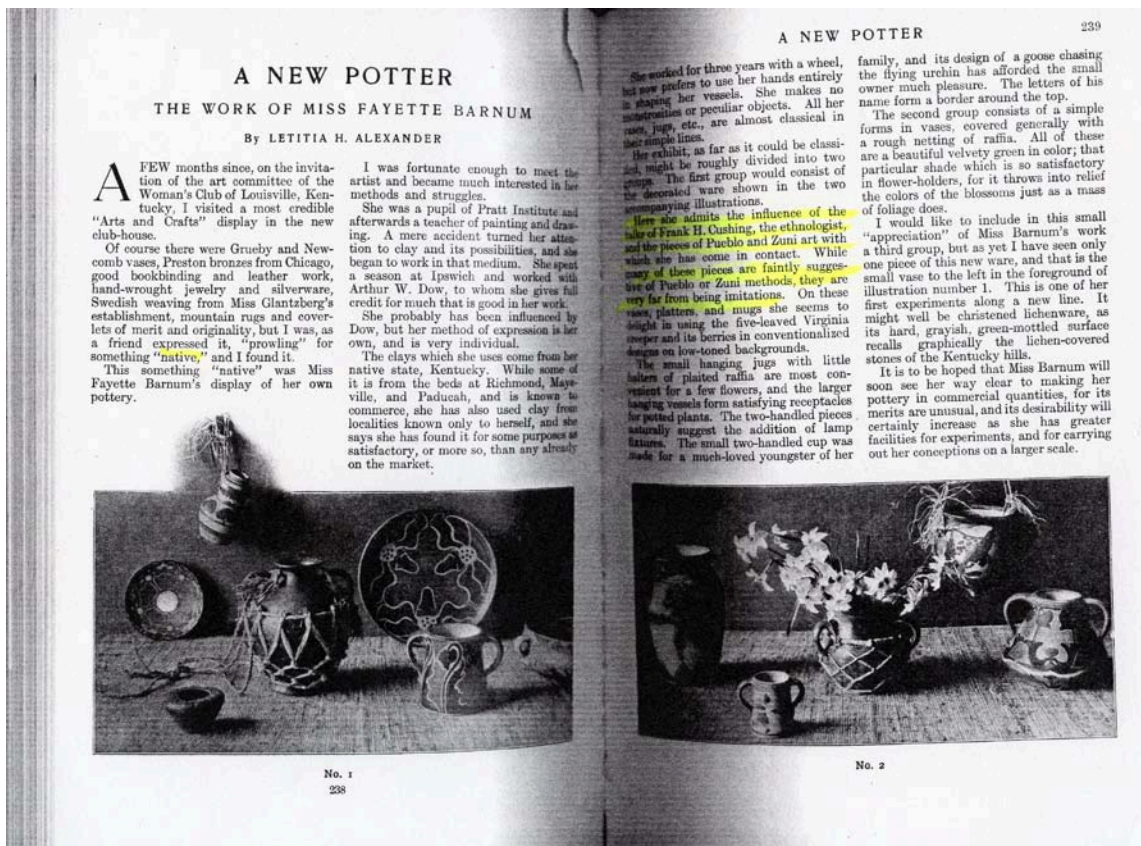 A NEW POTTER
THE WORK OF MISS FAYETTE BARNUM
By LETITIA H. ALEXANDER
A FEW months since, on the invita-
tion of the art committee of the
Woman's Club of Louisville, Ken-
tucky, I visited a most credible
"Arts and Crafts" display in the new
club-house.
Of course there were Grueby and New-
comb vases, Preston bronzes from Chicago,
good bookbinding and leather work,
hand-wrought jewelry and silverware,
Swedish weaving from Miss Glantzberg's
establishment, mountain rugs and cover-
lets of merit and originality, but I was, as
a friend expressed it, "prowling" for
something "native," and I found it.
This something "native" was Miss
Fayette Barnum's display of her own
pottery.
I was fortunate enough to meet the
artist and became much interested in her
methods and struggles.
She was a pupil of Pratt Institute and
afterwards a teacher of painting and draw-
ing. A mere accident turned her atten-
tion to clay and its possibilities, and she
began to work in that medium. She spent
a season at Ipswich and worked with
Arthur W. Dow, to whom she gives full
credit for much that is good in her work.
She probably has been influenced by
Dow, but her method of expression is her
own, and is very individual.
The clays which she uses come from her
native state, Kentucky. While some of
it is from the beds at Richmond, Mays-
ville, and Paducah, and is known to
commerce, she has also used clay from
localities known only to herself, and she
says she has found it for some purposes as
satisfactory, or more so, than any already
on the market.
No. 1
238
A NEW POTTER
239
She worked for three years with a wheel,
but now prefers to use her hands entirely
in shaping her vessels. She makes no
monstrosities or peculiar objects. All her
vases, jugs, etc., are almost classical in
their simple lines.
Her exhibit, as far as it could be classi-
fied, might be roughly divided into two
groups. The first group would consist of
the decorated ware shown in the two
accompanying illustrations.
Here she admits the influence of the
talks of Frank H. Cushing, the ethnologist,
and the pieces of Pueblo and Zuni art with
which she has come in contact. While
many of these pieces are faintly sugges-
tive of Pueblo or Zuni methods, they are
very far from being imitations. On these
vases, platters, and mugs she seems to
delight in using the five-leaved Virginia
creeper and its berries in conventionalized
designs on low-toned backgrounds.
The small hanging jugs with little
halters of plaited raffia are most con-
venient for a few flowers, and the larger
hanging vessels form satisfying receptacles
for potted plants. The two-handled pieces
naturally suggest the addition of lamp
fixtures. The small two-handled cup was
made for a much-loved youngster of her
family, and its design of a goose chasing
the flying urchin has afforded the small
owner much pleasure. The letters of his
name form a border around the top.
The second group consists of a simple
forms in vases, covered generally with
a rough netting of raffia. All of these
are a beautiful velvety green in color; that
particular shade which is so satisfactory
in flower-holders, for it throws into relief
the colors of the blossoms just as a mass
of foliage does.
I would like to include in this small
"appreciation" of Miss Barnum's work
a third group, but as yet I have seen only
one piece of this new ware, and that is the
small vase to the left in the foreground of
illustration number 1. This is one of her
first experiments along a new line. It
might well be christened lichenware, as
its hard, grayish, green-mottled surface
recalls graphically the lichen-covered
stones of the Kentucky hills.
It is to be hoped that Miss Barnum will
soon see her way clear to making her
pottery in commercial quantities, for its
merits are unusual, and its desirability will
certainly increase as she has greater
facilities for experiments, and for carrying
out her conceptions on a larger scale.
No. 2